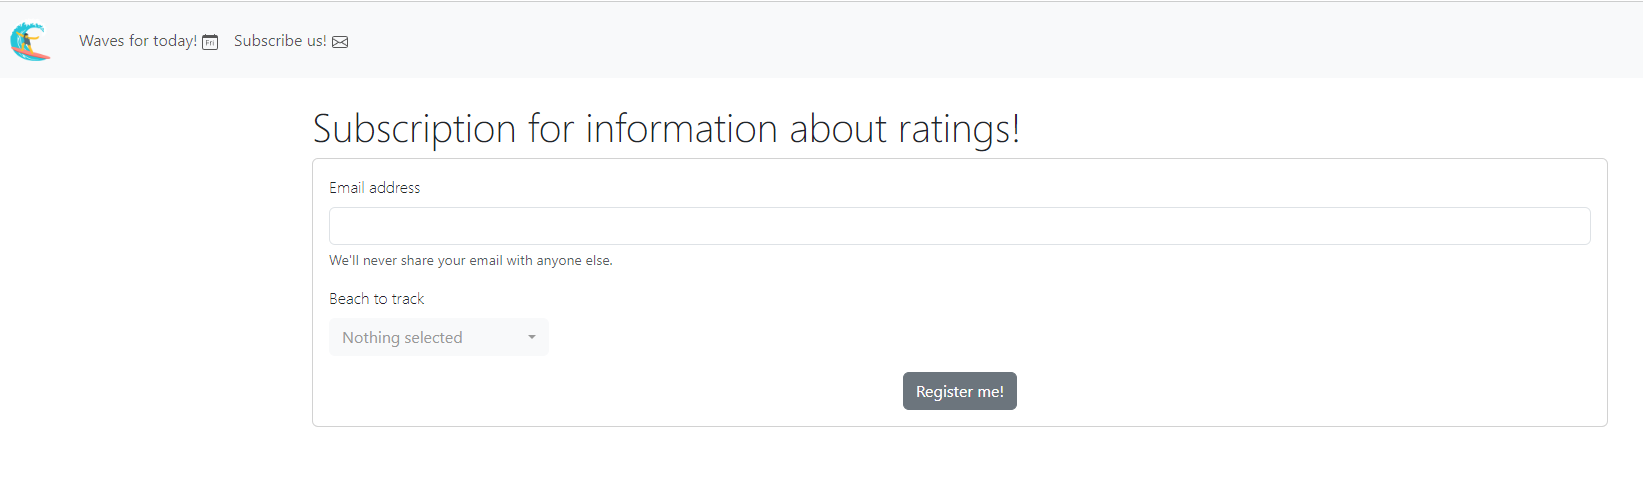 Waves for today! Fri Subscribe us!
Subscription for information about ratings!
Email address
We'll never share your email with anyone else.
Beach to track
Nothing selected
Register me!